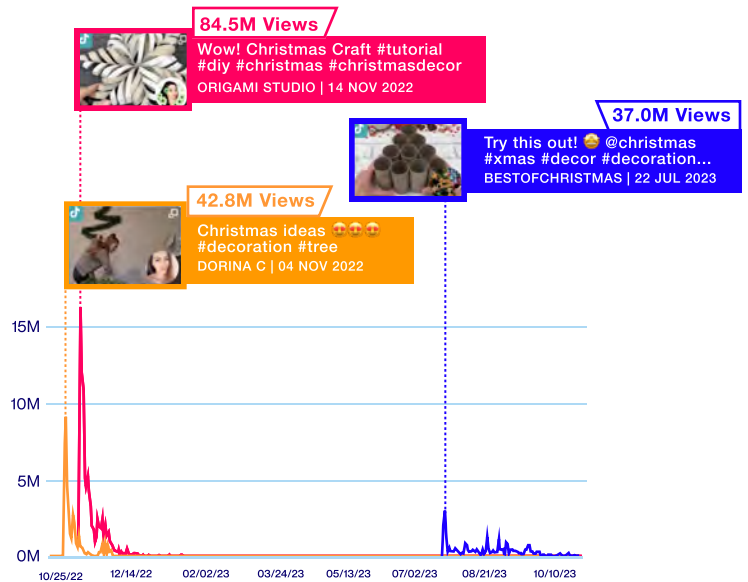 84.5M Views
Wow! Christmas Craft #tutorial
#diy #christmas #christmasdecor
ORIGAMI STUDIO | 14 NOV 2022
37.0M Views
Try this out! 🤩 @christmas
#xmas #decor #decoration...
BESTOFCHRISTMAS | 22 JUL 2023
42.8M Views
Christmas ideas 😍😍😍
#decoration #tree
DORINA C | 04 NOV 2022
15M
10M
5M
0M
10/25/22
12/14/22
02/02/23
03/24/23
05/13/23
07/02/23
08/21/23
10/10/23